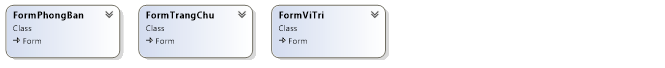 FormPhongBan
Class
Form
FormTrangChu
Class
Form
FormViTri
Class
Form